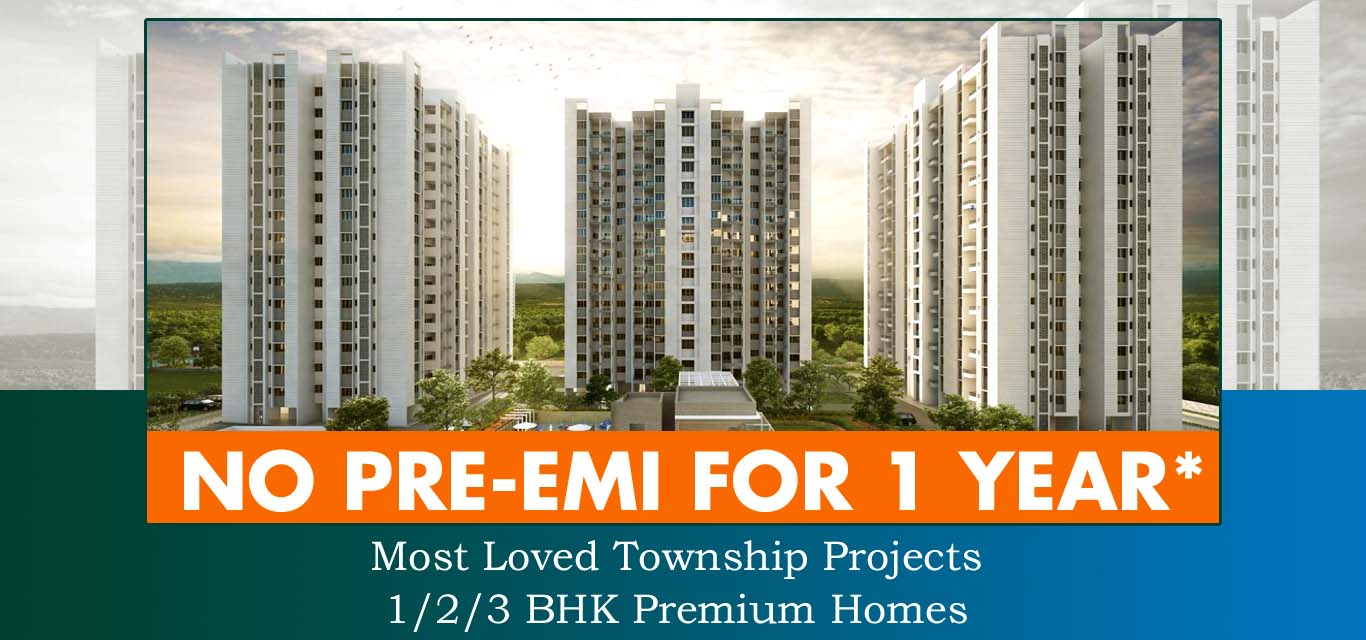 NO PRE-EMI FOR 1 YEAR*
Most Loved Township Projects
1/2/3 BHK Premium Homes